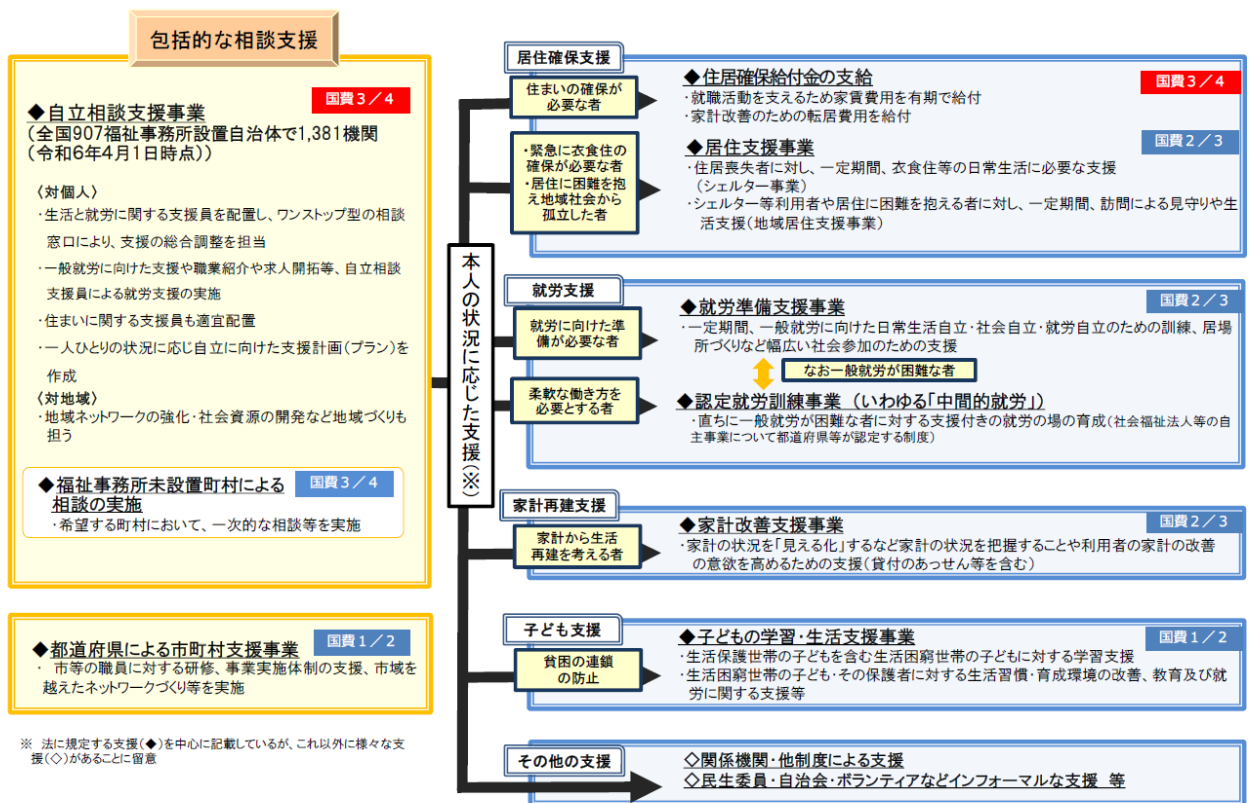 包括的な相談支援
国費３／４
◆自立相談支援事業
（全国907福祉事務所設置自治体で1,381機関
（令和6年4月1日時点））
〈対個人〉
・生活と就労に関する支援員を配置し、ワンストップ型の相談
窓口により、支援の総合調整を担当
・一般就労に向けた支援や職業紹介や求人開拓等、自立相談
支援員による就労支援の実施
・住まいに関する支援員も適宜配置
・一人ひとりの状況に応じ自立に向けた支援計画（プラン）を
作成
〈対地域〉
・地域ネットワークの強化・社会資源の開発など地域づくりも
担う
◆福祉事務所未設置町村による
相談の実施
国費３／４
・希望する町村において、一次的な相談等を実施
◆都道府県による市町村支援事業
国費１／２
・ 市等の職員に対する研修、事業実施体制の支援、市域を
越えたネットワークづくり等を実施
※ 法に規定する支援（◆）を中心に記載しているが、これ以外に様々な支
援（◇）があることに留意
本人の状況に応じた支援（※）
居住確保支援
住まいの確保が
必要な者
◆住居確保給付金の支給
国費３／４
・就職活動を支えるため家賃費用を有期で給付
・家計改善のための転居費用を給付
・緊急に衣食住の
確保が必要な者
・居住に困難を抱
え地域社会から
孤立した者
◆居住支援事業
国費２／３
・住居喪失者に対し、一定期間、衣食住等の日常生活に必要な支援
（シェルター事業）
・シェルター等利用者や居住に困難を抱える者に対し、一定期間、訪問による見守りや生
活支援（地域居住支援事業）
就労支援
就労に向けた準
備が必要な者
◆就労準備支援事業
国費２／３
・一定期間、一般就労に向けた日常生活自立・社会自立・就労自立のための訓練、居場
所づくりなど幅広い社会参加のための支援
なお一般就労が困難な者
柔軟な働き方を
必要とする者
◆認定就労訓練事業（いわゆる「中間的就労」）
・直ちに一般就労が困難な者に対する支援付きの就労の場の育成（社会福祉法人等の自
主事業について都道府県等が認定する制度）
家計再建支援
家計から生活
再建を考える者
◆家計改善支援事業
国費２／３
・家計の状況を「見える化」するなど家計の状況を把握することや利用者の家計の改善
の意欲を高めるための支援（貸付のあっせん等を含む）
子ども支援
貧困の連鎖
の防止
◆子どもの学習・生活支援事業
国費１／２
・生活保護世帯の子どもを含む生活困窮世帯の子どもに対する学習支援
・生活困窮世帯の子ども・その保護者に対する生活習慣・育成環境の改善、教育及び就
労に関する支援等
その他の支援
◇関係機関・他制度による支援
◇民生委員・自治会・ボランティアなどインフォーマルな支援 等